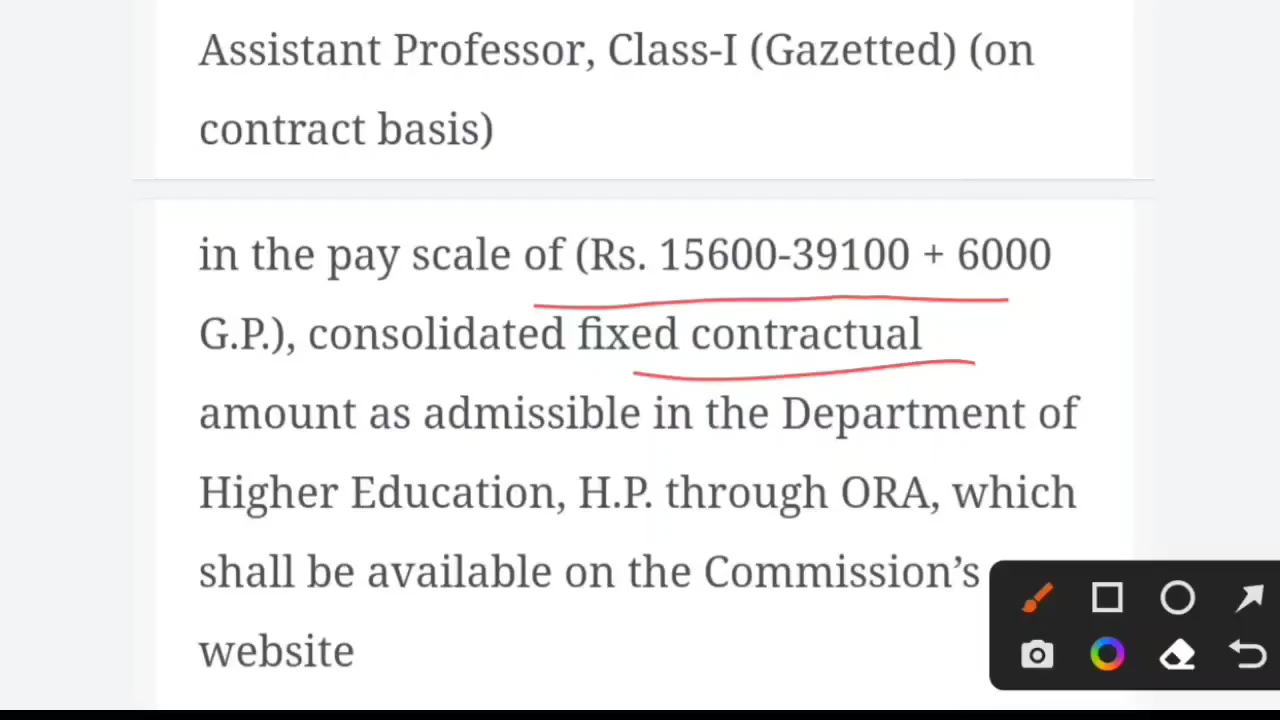 Assistant Professor, Class-I (Gazetted) (on
contract basis)
in the pay scale of (Rs. 15600-39100 + 6000
G.P.), consolidated fixed contractual
amount as admissible in the Department of
Higher Education, H.P. through ORA, which
shall be available on the Commission’s
website